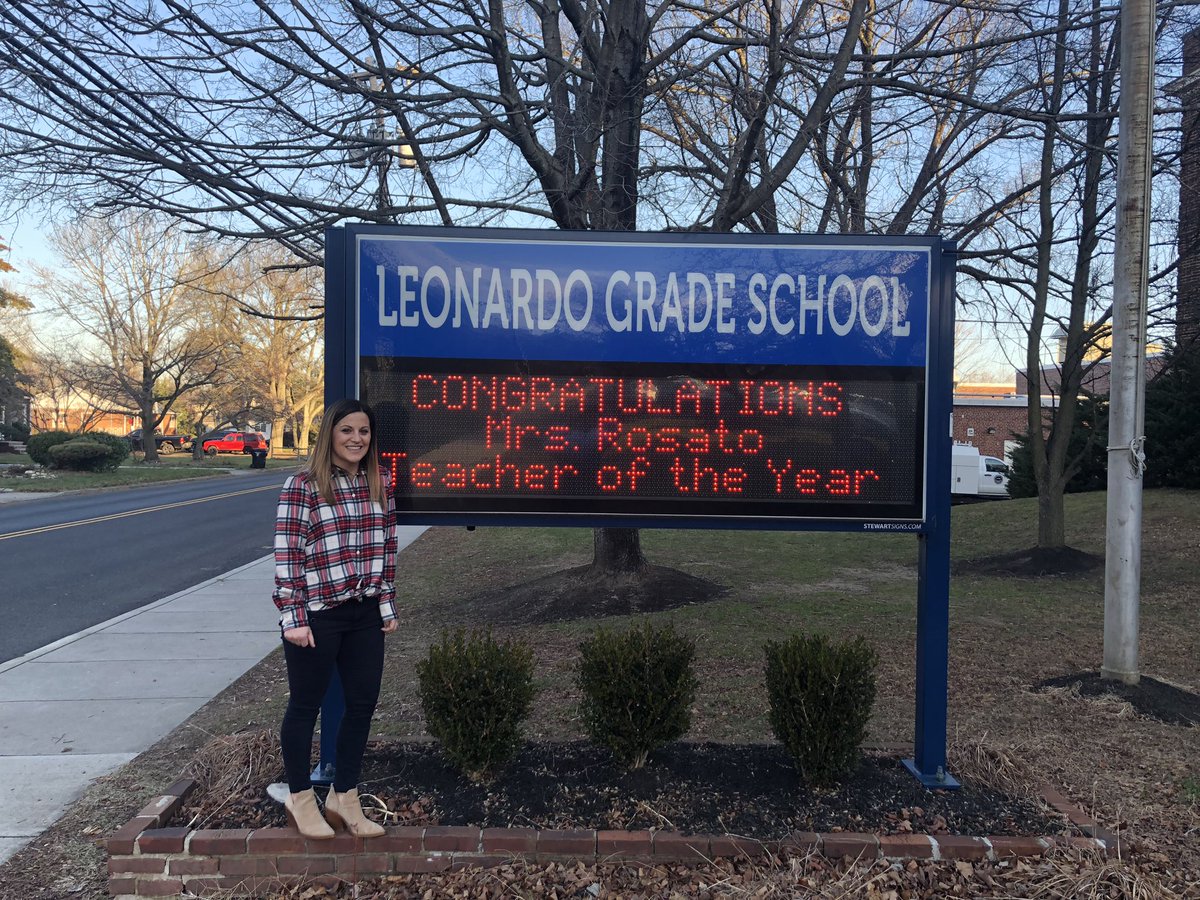 LEONARDO GRADE SCHOOL
CONGRATULATIONS
Mrs. Rosato
Teacher of the Year
STEWARTSIGNS.COM